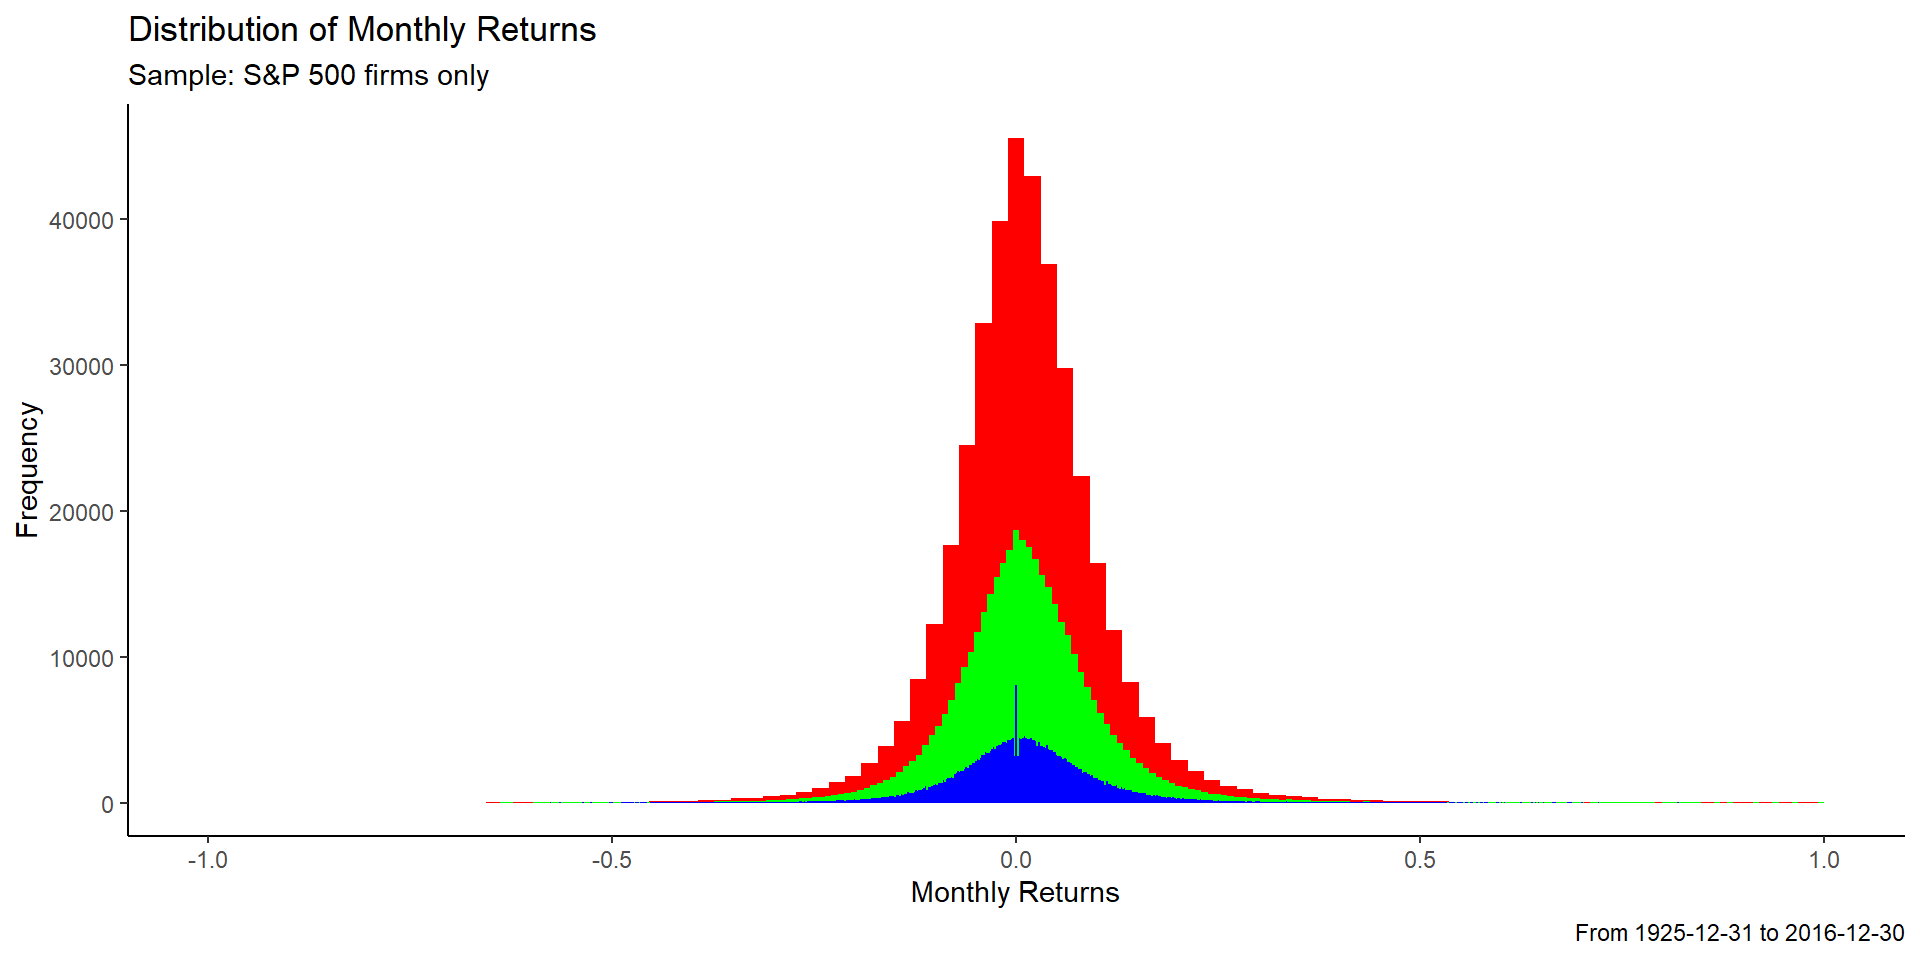 Distribution of Monthly Returns
Sample: S&P 500 firms only
Frequency
40000
30000
20000
10000
0
-1.0
-0.5
0.0
0.5
1.0
Monthly Returns
From 1925-12-31 to 2016-12-30